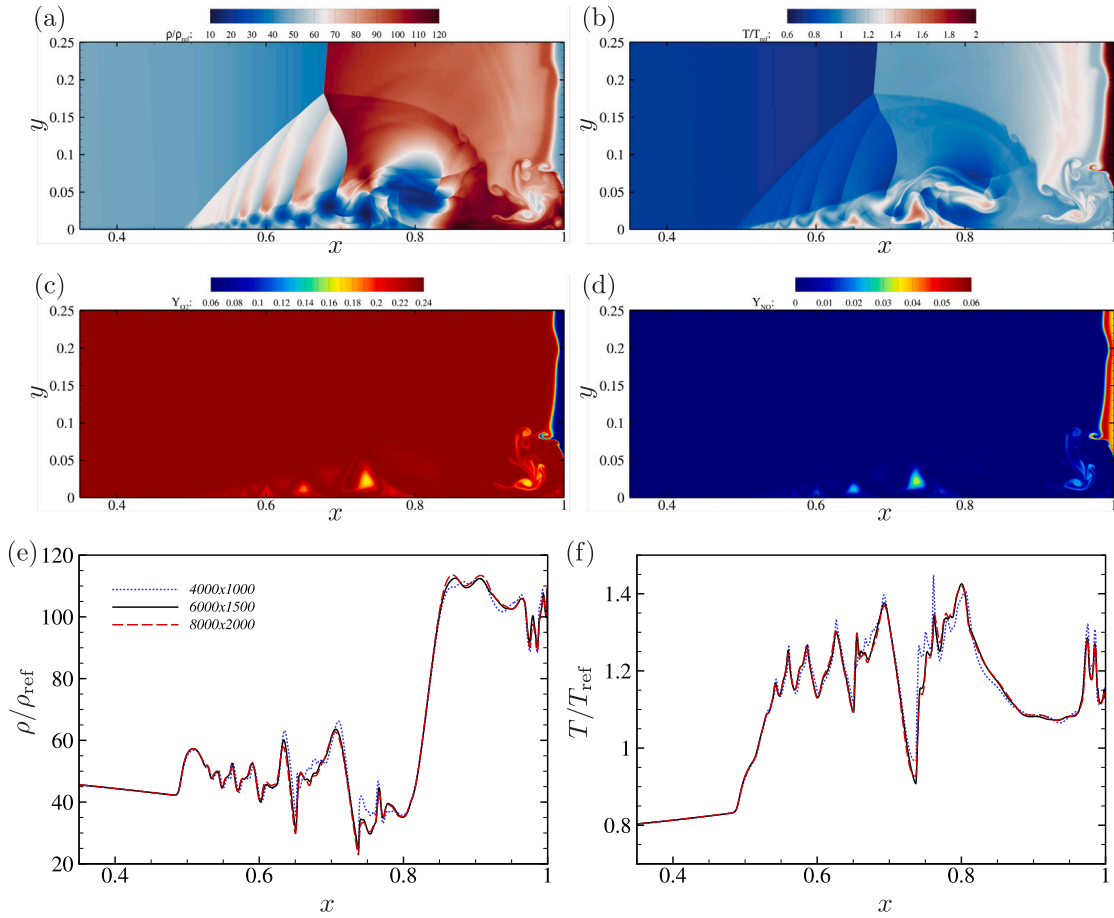 (a)
ρ/ρref: 10 20 30 40 50 60 70 80 90 100 110 120
0.25
0.2
0.15
0.1
0.05
0
y
0.4 0.6 0.8 1
x
(b)
T/Tref: 0.6 0.8 1 1.2 1.4 1.6 1.8 2
0.25
0.2
0.15
0.1
0.05
0
y
0.4 0.6 0.8 1
x
(c)
YO2: 0.06 0.08 0.1 0.12 0.14 0.16 0.18 0.2 0.22 0.24
0.25
0.2
0.15
0.1
0.05
0
y
0.4 0.6 0.8 1
x
(d)
YNO: 0 0.01 0.02 0.03 0.04 0.05 0.06
0.25
0.2
0.15
0.1
0.05
0
y
0.4 0.6 0.8 1
x
(e)
120
100
80
60
40
20
ρ/ρref
4000x1000
6000x1500
8000x2000
0.4 0.6 0.8 1
x
(f)
1.4
1.2
1
0.8
T/Tref
0.4 0.6 0.8 1
x